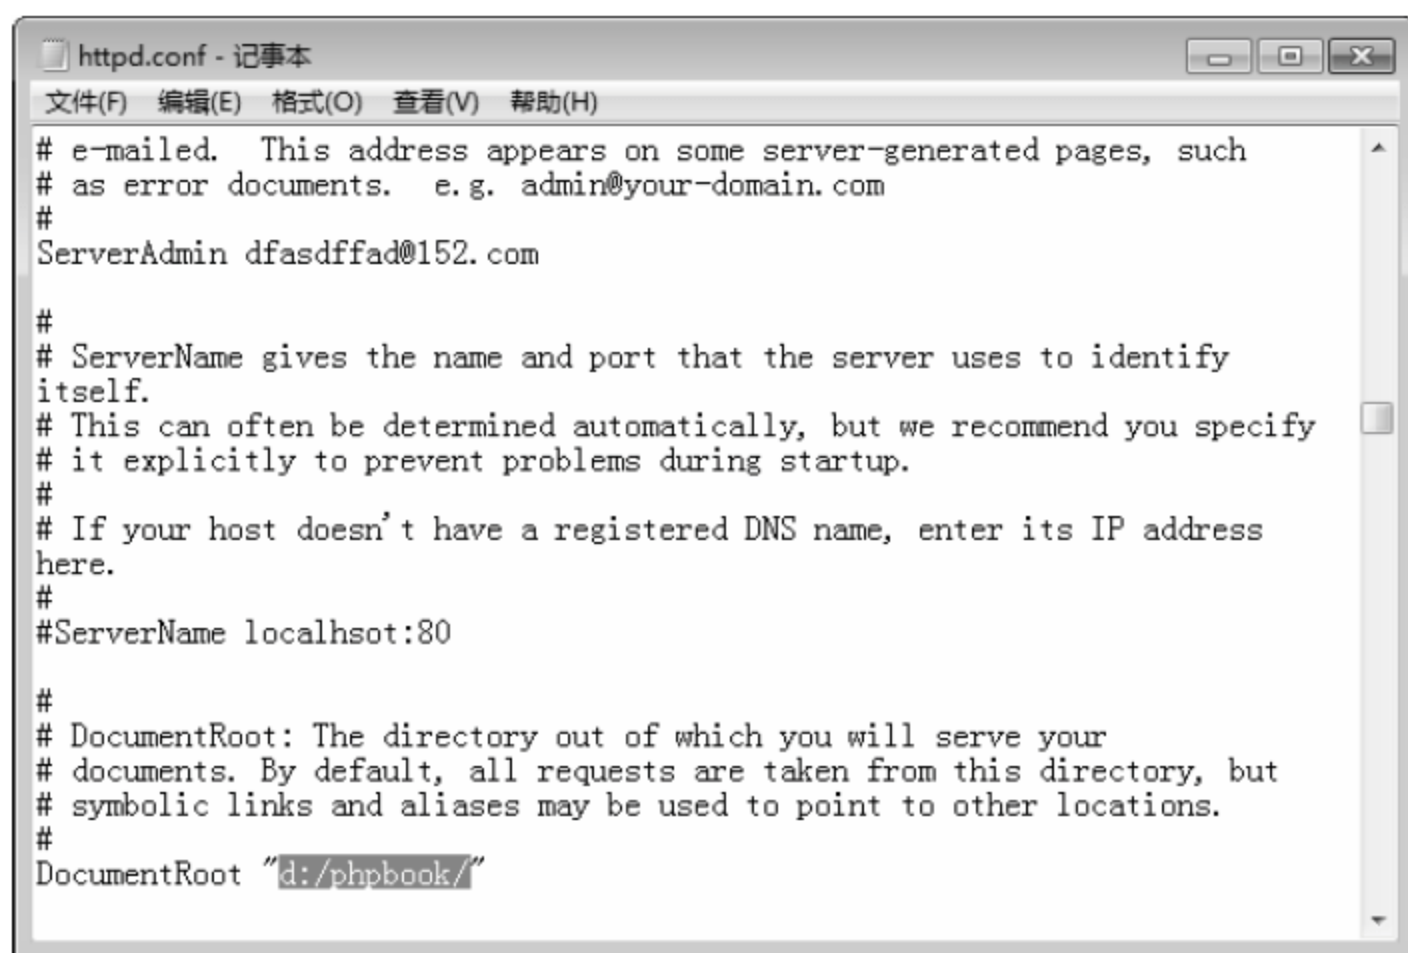 httpd.conf - 记事本
文件(F) 编辑(E) 格式(O) 查看(V) 帮助(H)
# e-mailed.  This address appears on some server-generated pages, such
# as error documents.  e.g. admin@your-domain.com
#
ServerAdmin dfasdffad@152.com
#
# ServerName gives the name and port that the server uses to identify
itself.
# This can often be determined automatically, but we recommend you specify
# it explicitly to prevent problems during startup.
#
# If your host doesn't have a registered DNS name, enter its IP address
here.
#
#ServerName localhsot:80
#
# DocumentRoot: The directory out of which you will serve your
# documents. By default, all requests are taken from this directory, but
# symbolic links and aliases may be used to point to other locations.
#
DocumentRoot "d:/phpbook/"